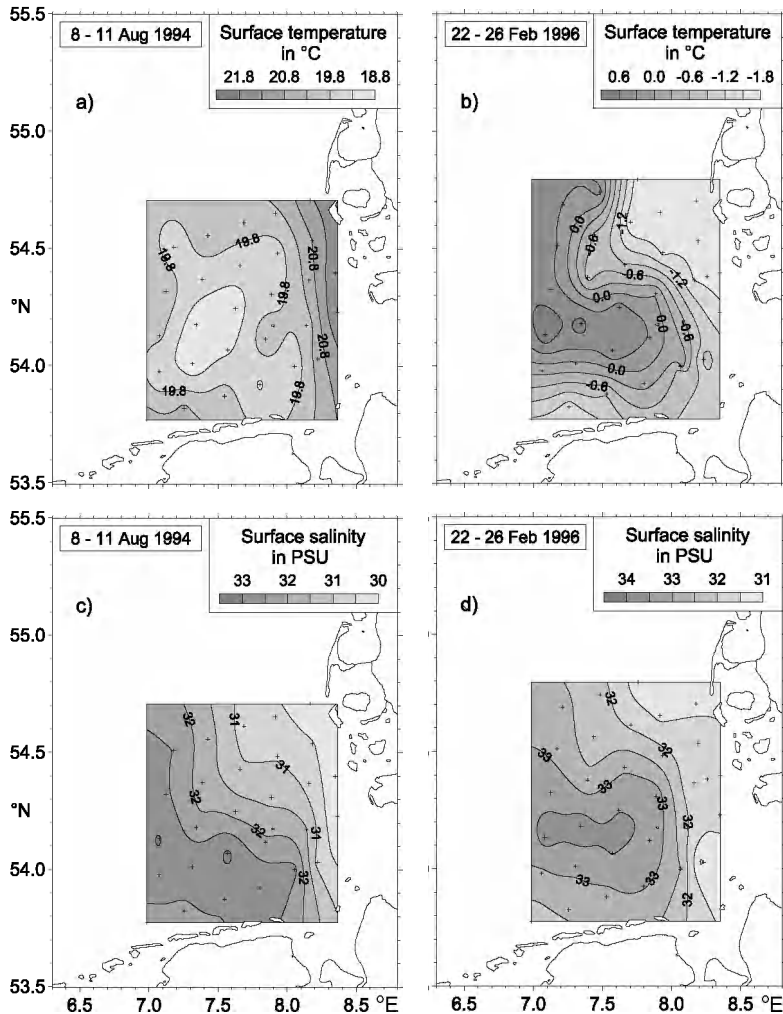 55.5
55.0
54.5
°N
54.0
53.5
8 - 11 Aug 1994
Surface temperature
in °C
21.8 20.8 19.8 18.8
a)
19.8
19.8
20.8
19.8
19.8
20.8
19.8
19.8
22 - 26 Feb 1996
Surface temperature
in °C
0.6 0.0 -0.6 -1.2 -1.8
b)
0.0
-0.6
-1.2
-0.6
-1.2
0.0
0.0
-0.6
0.0
-0.6
55.5
55.0
54.5
°N
54.0
53.5
8 - 11 Aug 1994
Surface salinity
in PSU
33 32 31 30
c)
32
31
31
32
32
31
32
6.5 7.0 7.5 8.0 °E
22 - 26 Feb 1996
Surface salinity
in PSU
34 33 32 31
d)
32
33
32
33
33
32
33
33
32
6.5 7.0 7.5 8.0 8.5 °E